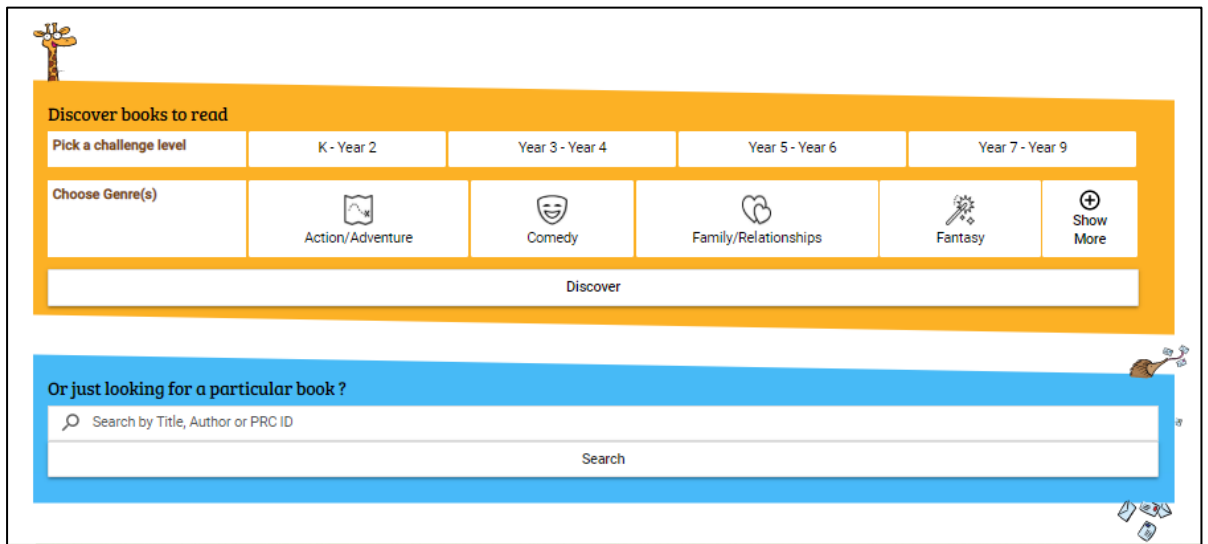 Discover books to read
Pick a challenge level K - Year 2 Year 3 - Year 4 Year 5 - Year 6 Year 7 - Year 9
Choose Genre(s)
Action/Adventure Comedy Family/Relationships Fantasy Show More
Discover
Or just looking for a particular book ?
Search by Title, Author or PRC ID
Search